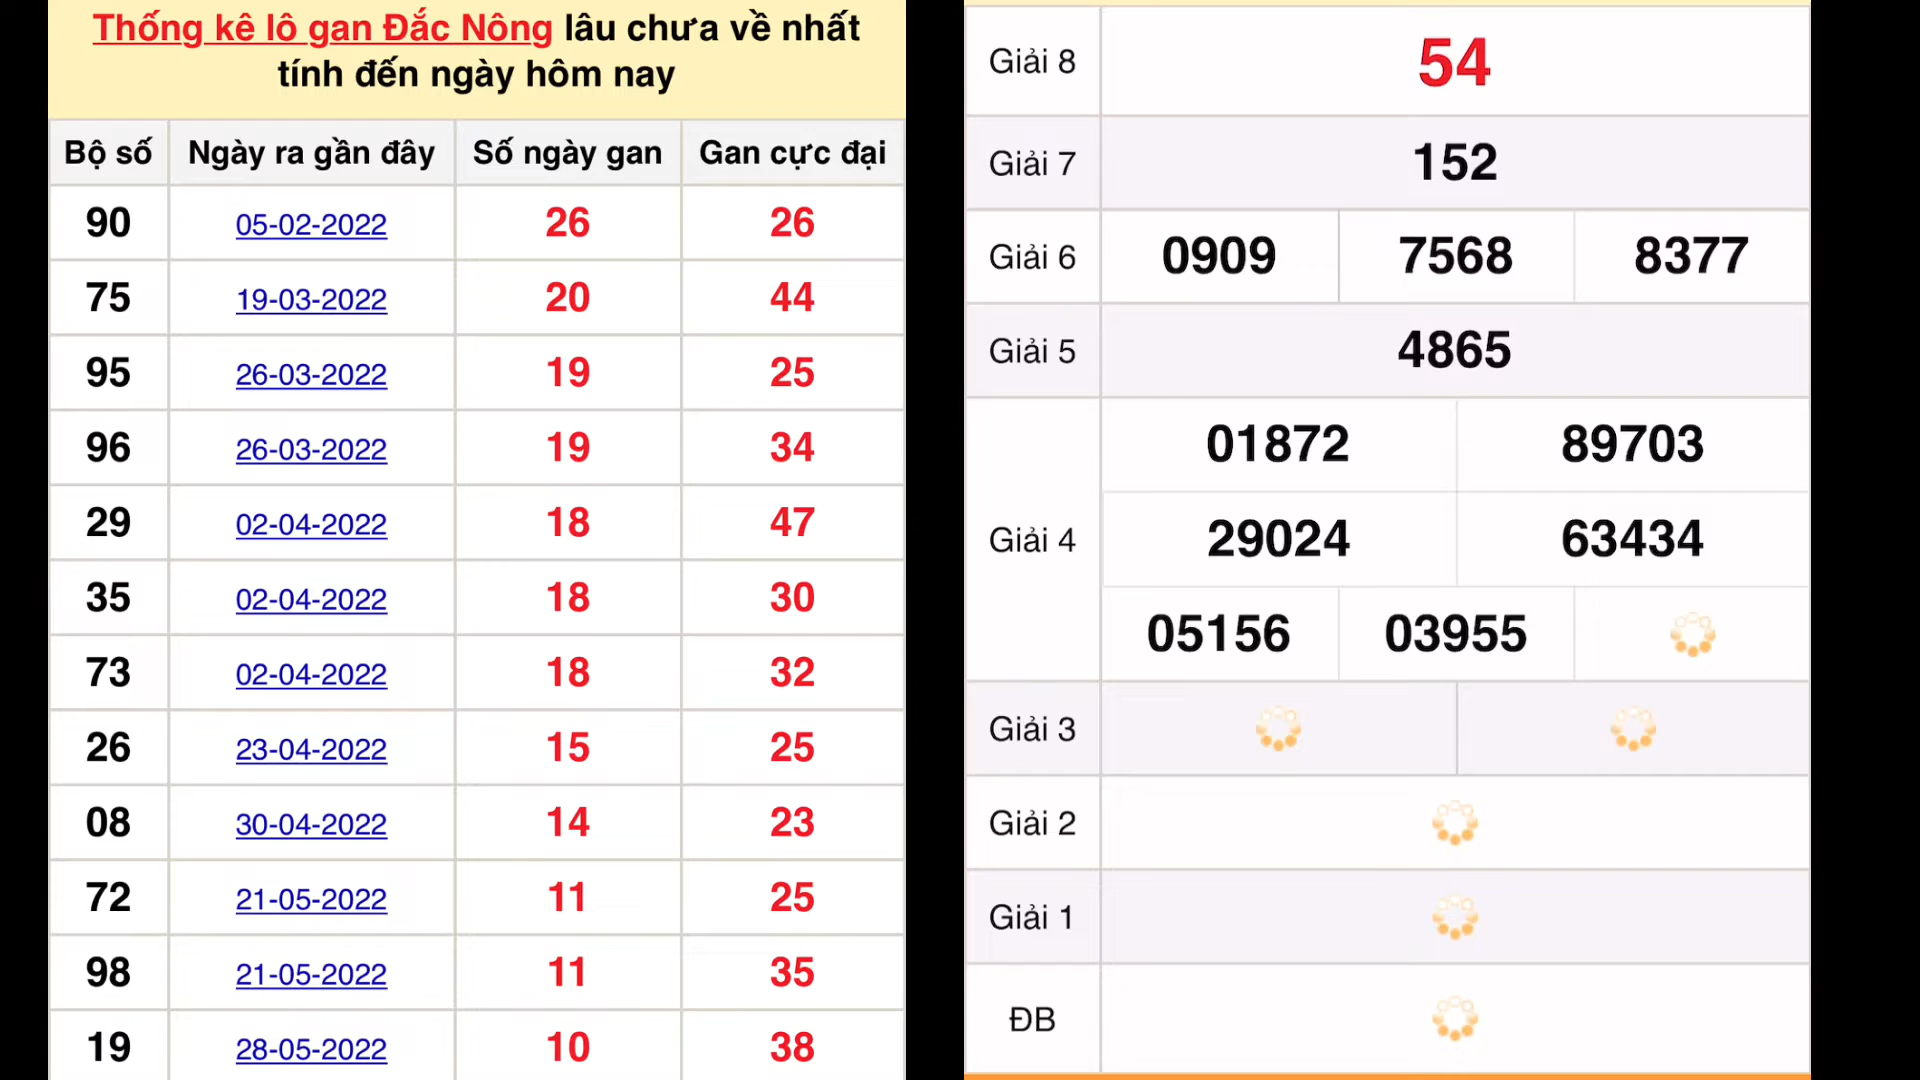 Thống kê lô gan Đắc Nông lâu chưa về nhất
tính đến ngày hôm nay
Bộ số Ngày ra gần đây Số ngày gan Gan cực đại
90 05-02-2022 26 26
75 19-03-2022 20 44
95 26-03-2022 19 25
96 26-03-2022 19 34
29 02-04-2022 18 47
35 02-04-2022 18 30
73 02-04-2022 18 32
26 23-04-2022 15 25
08 30-04-2022 14 23
72 21-05-2022 11 25
98 21-05-2022 11 35
19 28-05-2022 10 38
Giải 8 54
Giải 7 152
Giải 6 0909 7568 8377
Giải 5 4865
01872 89703
Giải 4 29024 63434
05156 03955
Giải 3
Giải 2
Giải 1
ĐB